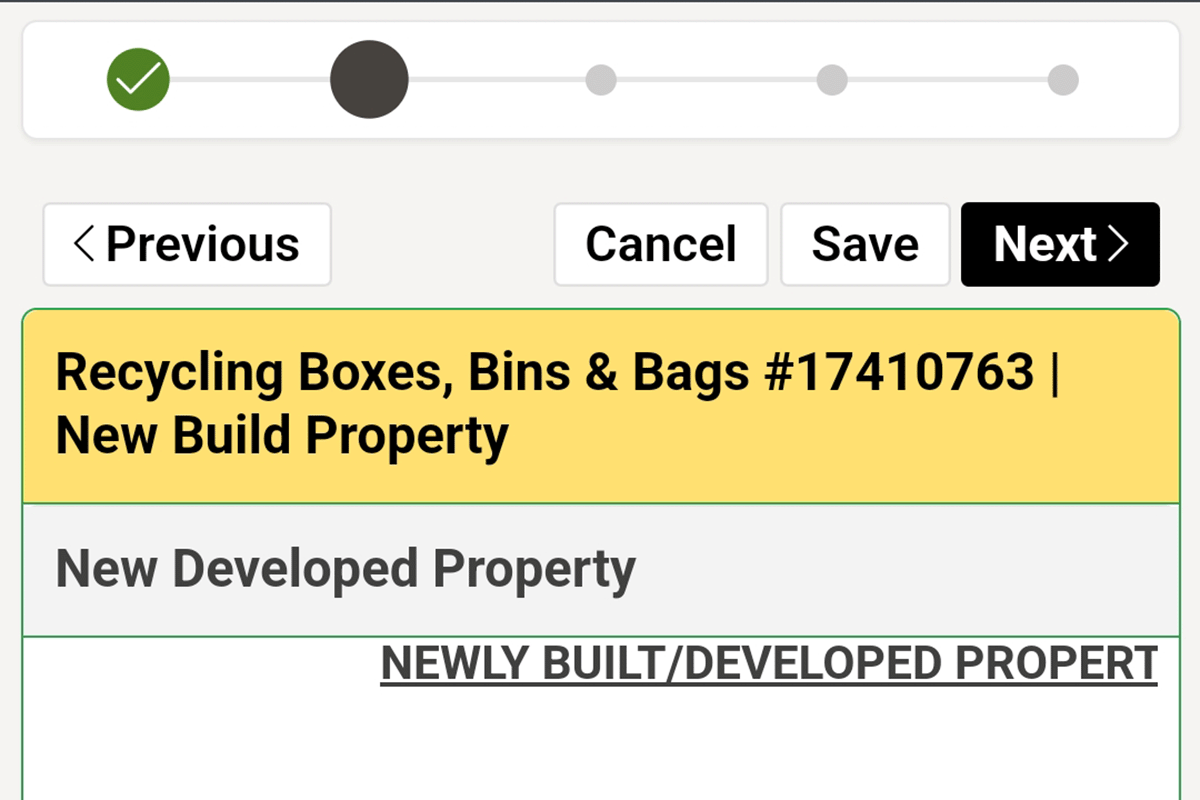 Previous Cancel Save Next
Recycling Boxes, Bins & Bags #17410763 |
New Build Property
New Developed Property
NEWLY BUILT/DEVELOPED PROPERT